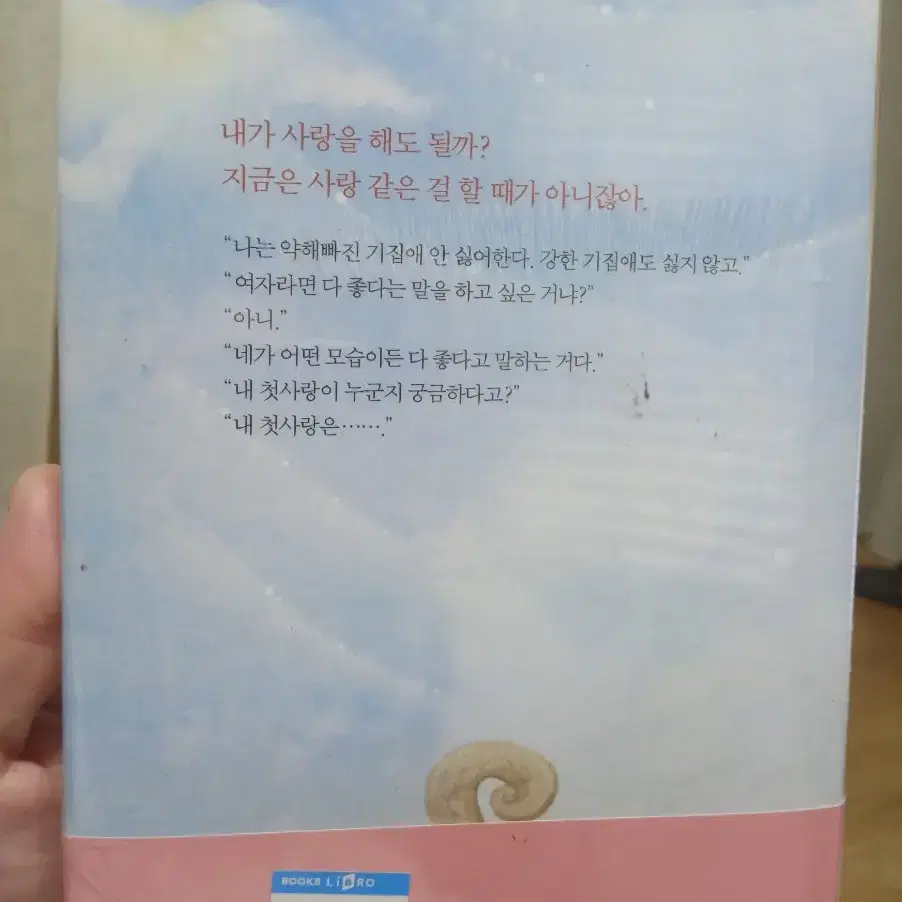 내가 사랑을 해도 될까?
지금은 사랑 같은 걸 할 때가 아니잖아.
“나는 약해빠진 기집애 안 싫어한다. 강한 기집애도 싫지 않고.”
“여자라면 다 좋다는 말을 하고 싶은 거냐?”
“아니.”
“네가 어떤 모습이든 다 좋다고 말하는 거다.”
“내 첫사랑이 누군지 궁금하다고?”
“내 첫사랑은…….”
BOOKS LiBRO